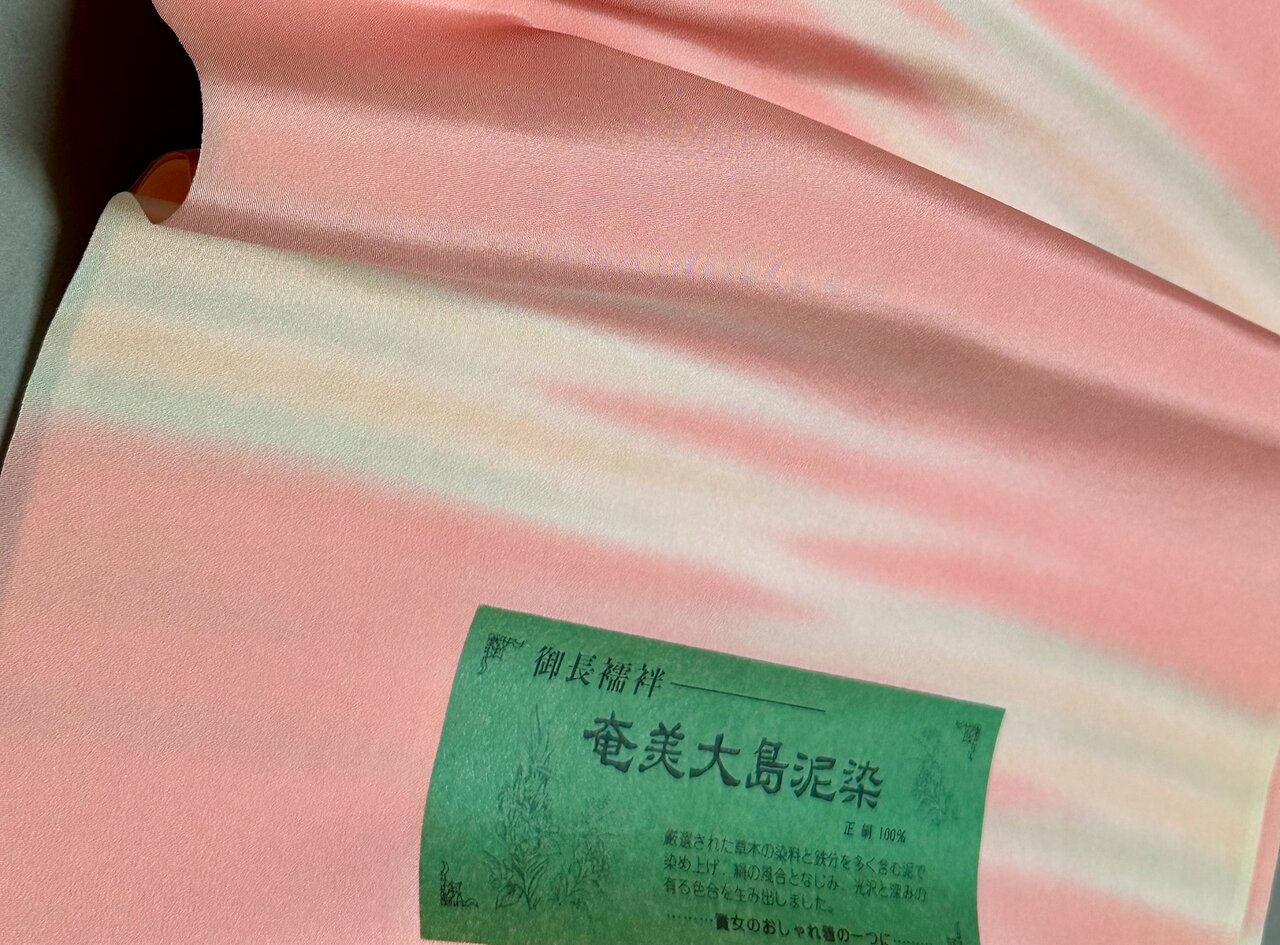 御長襦袢
奄美大島泥染
正絹100%
厳選された草木の染料と鉄分を多く含む泥で
染め上げ、絹の風合となじみ、光沢と深みの
有る色合を生み出しました。
………貴女のおしゃれ着の一つに………